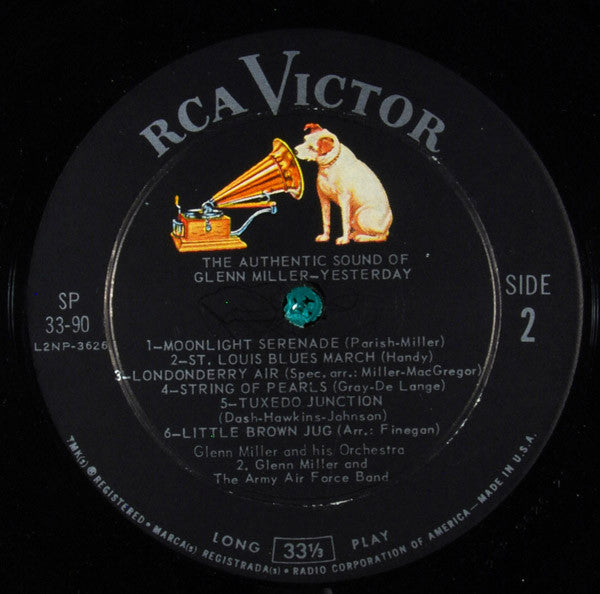 RCA VICTOR
THE AUTHENTIC SOUND OF
GLENN MILLER—YESTERDAY
SP
33-90
L2NP-3626
SIDE
2
1—MOONLIGHT SERENADE (Parish-Miller)
2—ST. LOUIS BLUES MARCH (Handy)
3—LONDONDERRY AIR (Spec. arr.: Miller-MacGregor)
4—STRING OF PEARLS (Gray-De Lange)
5—TUXEDO JUNCTION
(Dash-Hawkins-Johnson)
6—LITTLE BROWN JUG (Arr.: Finegan)
Glenn Miller and his Orchestra
2, Glenn Miller and
The Army Air Force Band
LONG 33⅓ PLAY
TMK(s) ® REGISTERED • MARCA(s) REGISTRADA(s) • RADIO CORPORATION OF AMERICA—MADE IN U.S.A.